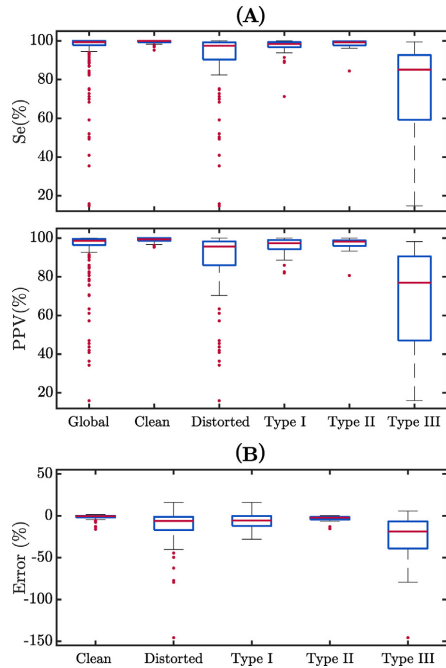 (A)
100
80
60
40
20
Se(%)
100
80
60
40
20
PPV(%)
Global Clean Distorted Type I Type II Type III
(B)
50
0
-50
-100
-150
Error (%)
Clean Distorted Type I Type II Type III